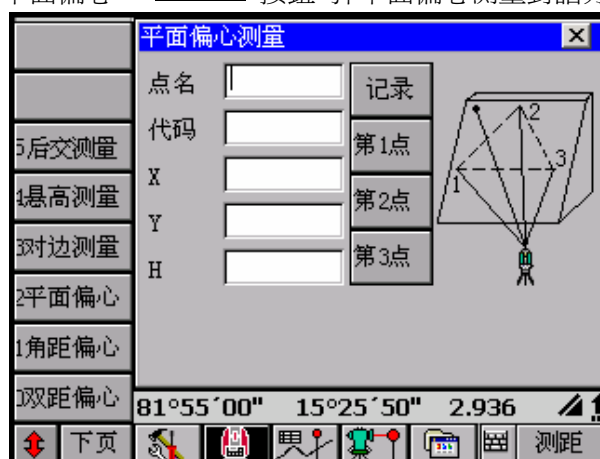 平面偏心测量
点名
记录
代码
第1点
5后交测量
X
第2点
4悬高测量
Y
3对边测量
第3点
H
2平面偏心
1角距偏心
双距偏心
1
2
3
81°55´00" 15°25´50" 2.936
下页
测距